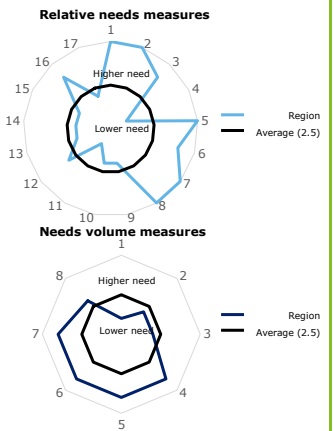 Relative needs measures
1
17 2
16 3
Higher need
15 4
14 Lower need 5
13 6
12 7
11 8
10 9
Region
Average (2.5)
Needs volume measures
1
8 Higher need 2
7 Lower need 3
6 4
5
Region
Average (2.5)